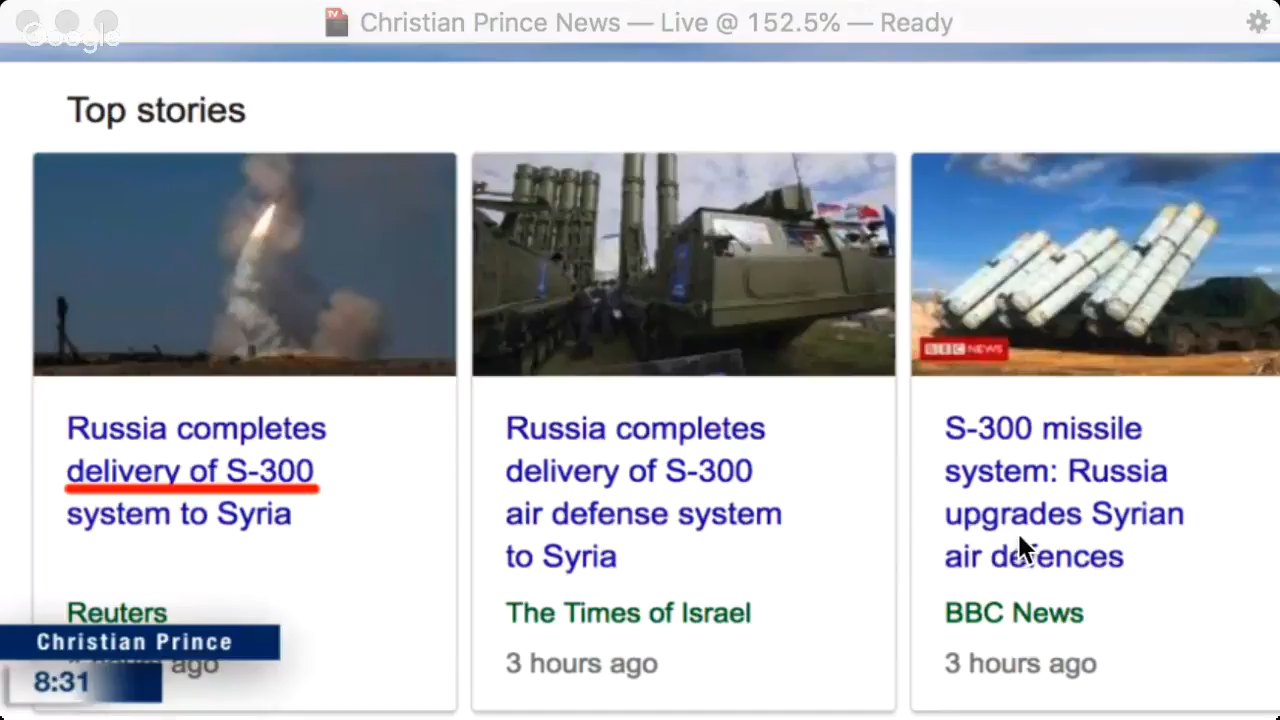 Christian Prince News — Live @ 152.5% — Ready
Google
Top stories
BBC NEWS
Russia completes
delivery of S-300
system to Syria
Reuters
ago
Russia completes
delivery of S-300
air defense system
to Syria
The Times of Israel
3 hours ago
S-300 missile
system: Russia
upgrades Syrian
air defences
BBC News
3 hours ago
Christian Prince
8:31